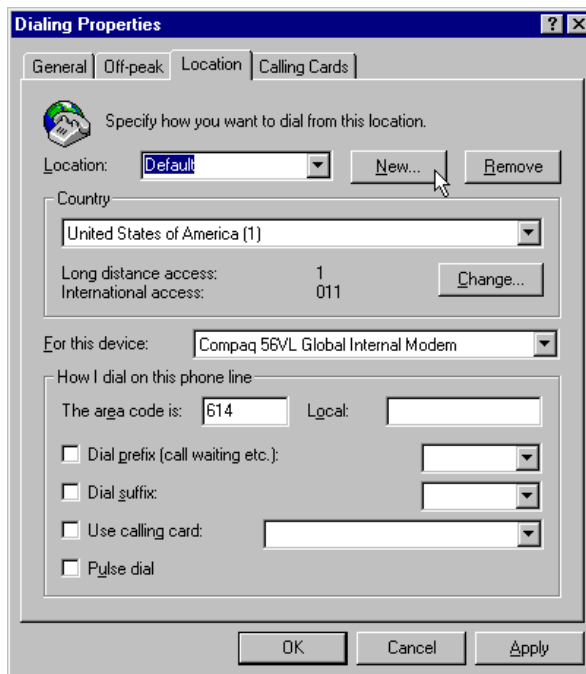 Dialing Properties
General Off-peak Location Calling Cards
Specify how you want to dial from this location.
Location: Default New... Remove
Country
United States of America (1)
Long distance access: 1
International access: 011
Change...
For this device: Compaq 56VL Global Internal Modem
How I dial on this phone line
The area code is: 614 Local:
Dial prefix (call waiting etc.):
Dial suffix:
Use calling card:
Pulse dial
OK Cancel Apply